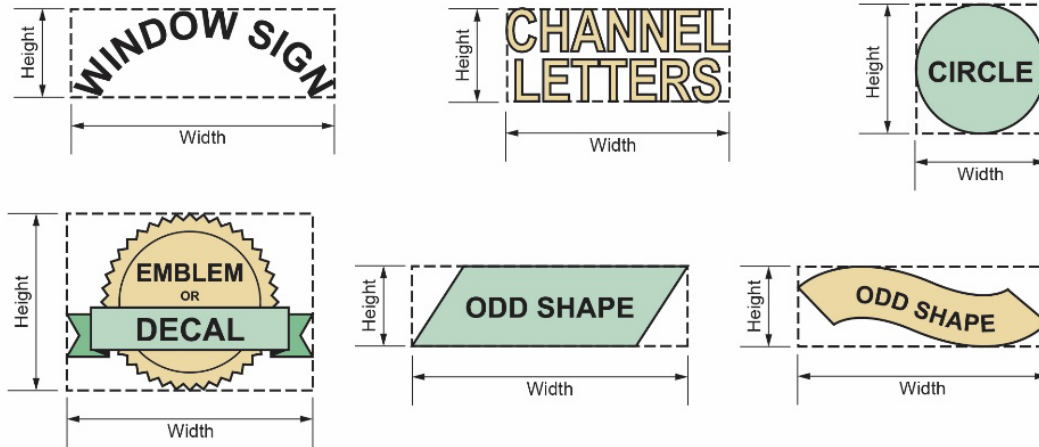 Height
WINDOW SIGN
Width
Height
CHANNEL
LETTERS
Width
Height
CIRCLE
Width
Height
EMBLEM
OR
DECAL
Width
Height
ODD SHAPE
Width
Height
ODD SHAPE
Width